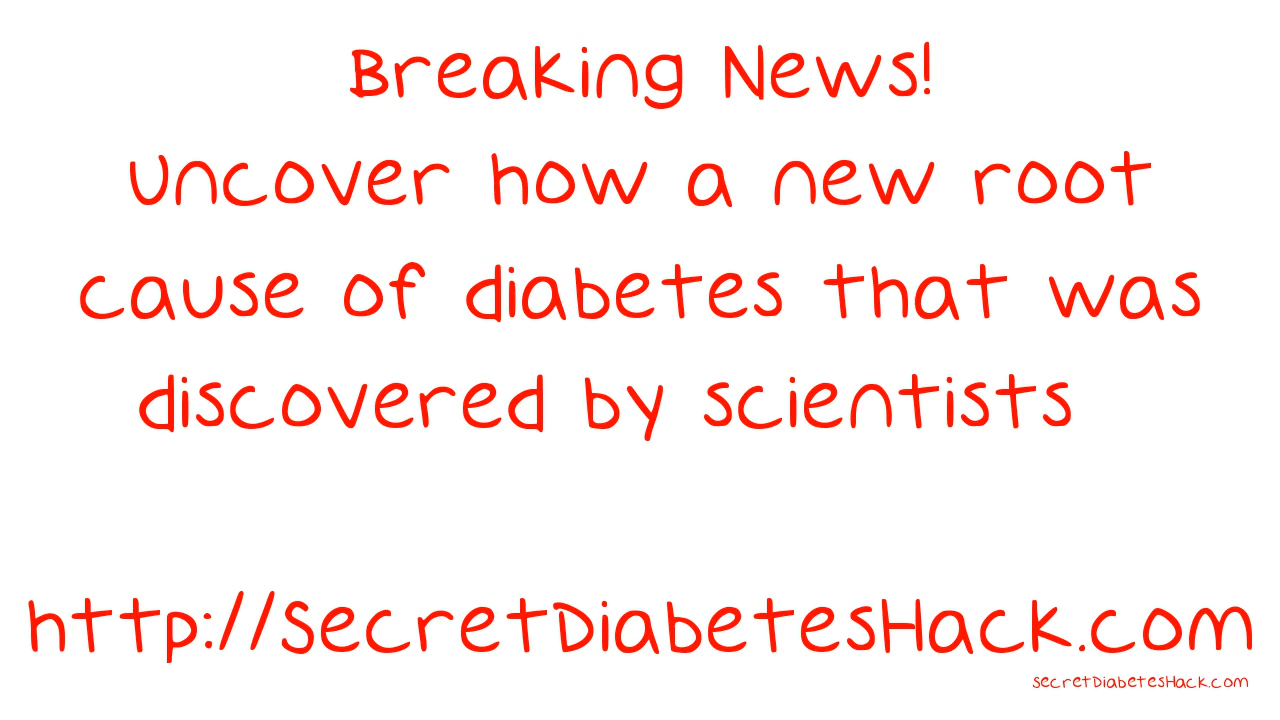 Breaking News!
Uncover how a new root
cause of diabetes that was
discovered by scientists
http://SecretDiabetesHack.com
SecretDiabetesHack.com